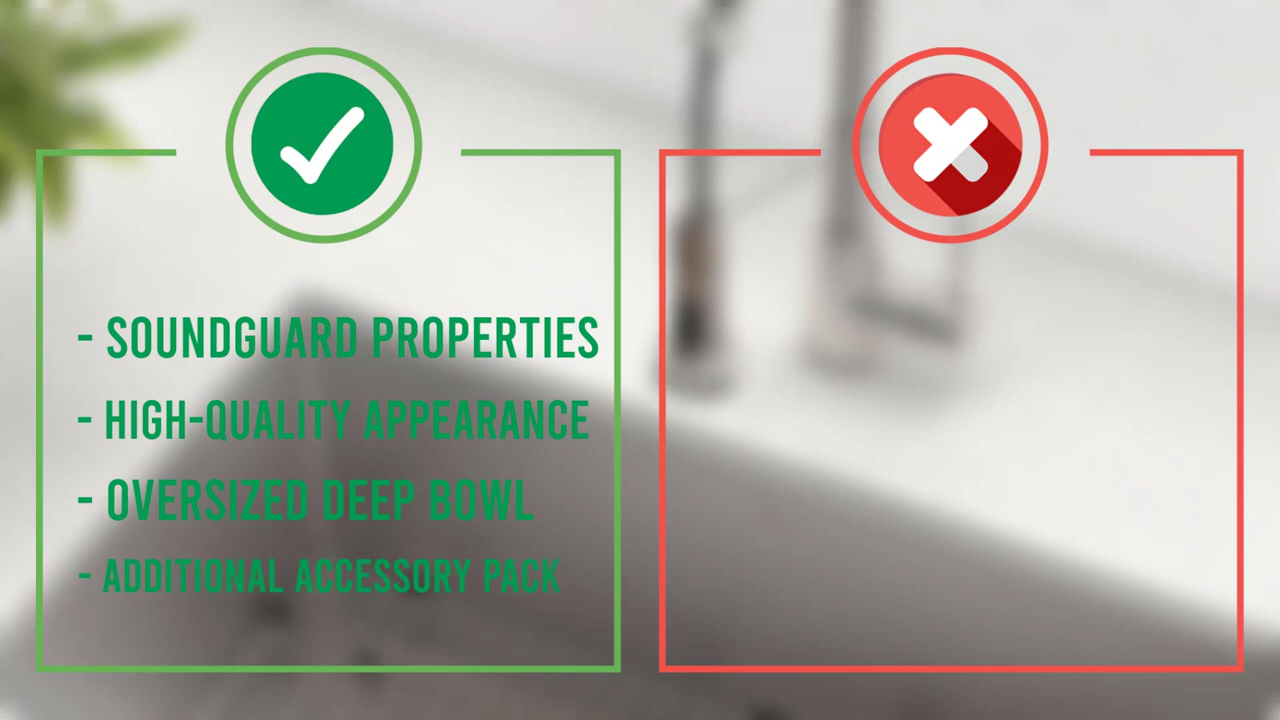 - SOUNDGUARD PROPERTIES
- HIGH-QUALITY APPEARANCE
- OVERSIZED DEEP BOWL
- ADDITIONAL ACCESSORY PACK